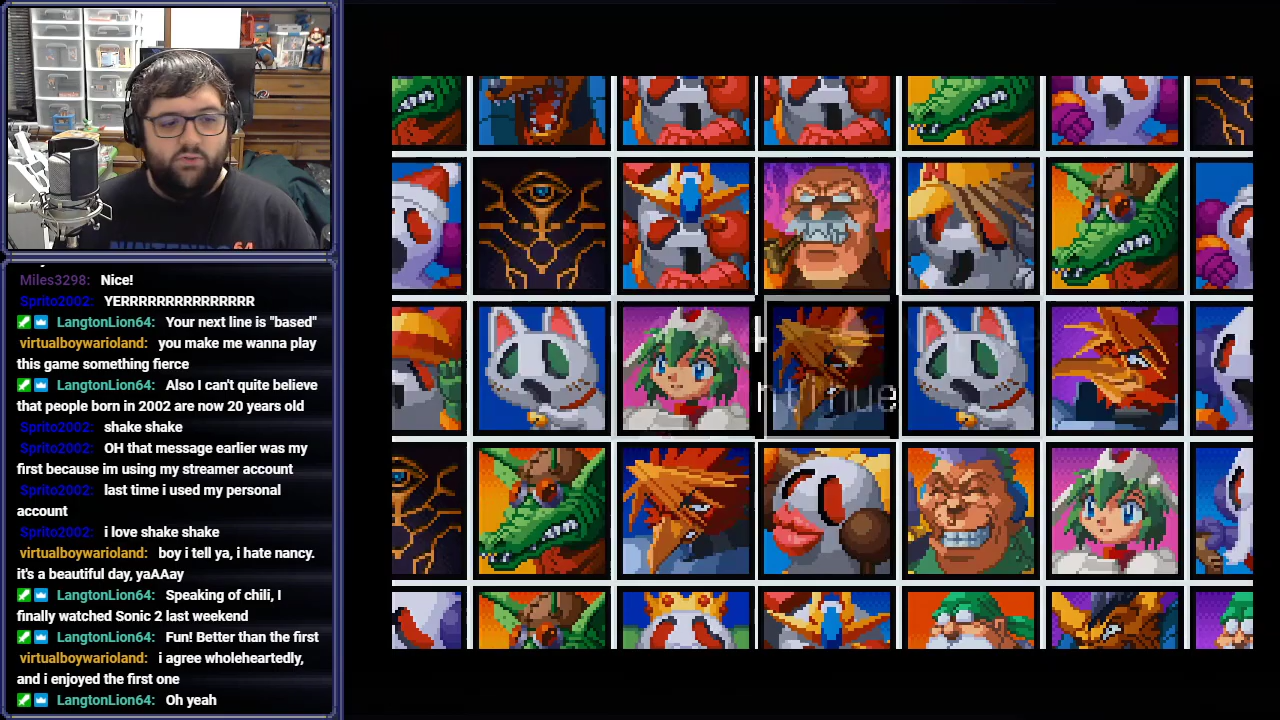 NINTENDO 64
Miles3298: Nice!
Sprito2002: YERRRRRRRRRRRRRRR
LangtonLion64: Your next line is "based"
virtualboywarioland: you make me wanna play
this game something fierce
LangtonLion64: Also I can't quite believe
that people born in 2002 are now 20 years old
Sprito2002: shake shake
Sprito2002: OH that message earlier was my
first because im using my streamer account
Sprito2002: last time i used my personal
account
Sprito2002: i love shake shake
virtualboywarioland: boy i tell ya, i hate nancy.
it's a beautiful day, yaAAay
LangtonLion64: Speaking of chili, I
finally watched Sonic 2 last weekend
LangtonLion64: Fun! Better than the first
virtualboywarioland: i agree wholeheartedly,
and i enjoyed the first one
LangtonLion64: Oh yeah